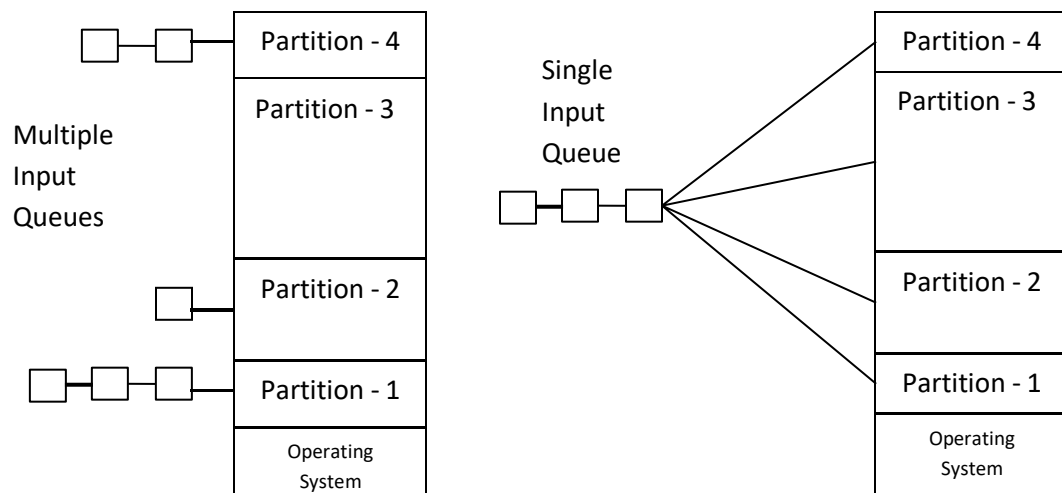 Multiple
Input
Queues
Partition - 4
Partition - 3
Partition - 2
Partition - 1
Operating
System
Single
Input
Queue
Partition - 4
Partition - 3
Partition - 2
Partition - 1
Operating
System